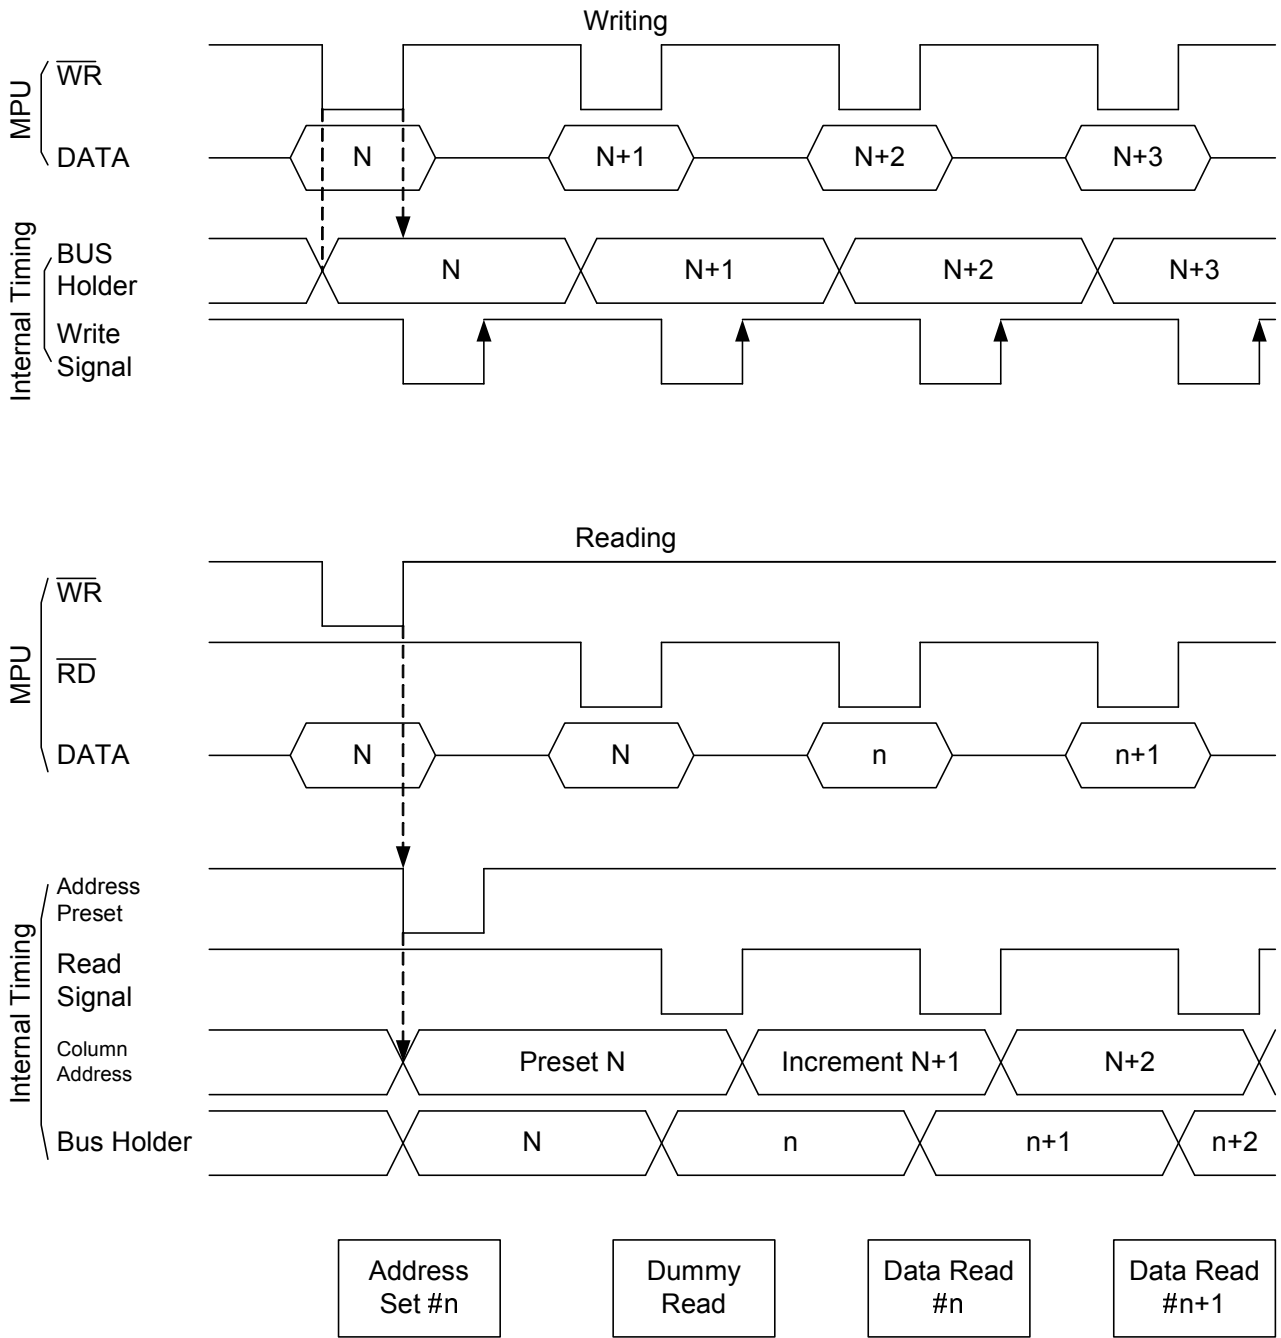 Writing
MPU
WR
DATA
N
N+1
N+2
N+3
Internal Timing
BUS
Holder
N
N+1
N+2
N+3
Write
Signal
Reading
MPU
WR
RD
DATA
N
N
n
n+1
Internal Timing
Address
Preset
Read
Signal
Column
Address
Preset N
Increment N+1
N+2
Bus Holder
N
n
n+1
n+2
Address
Set #n
Dummy
Read
Data Read
#n
Data Read
#n+1